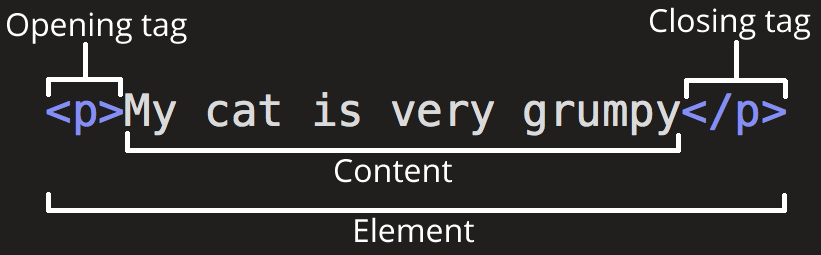 Opening tag
Closing tag
<p>My cat is very grumpy</p>
Content
Element